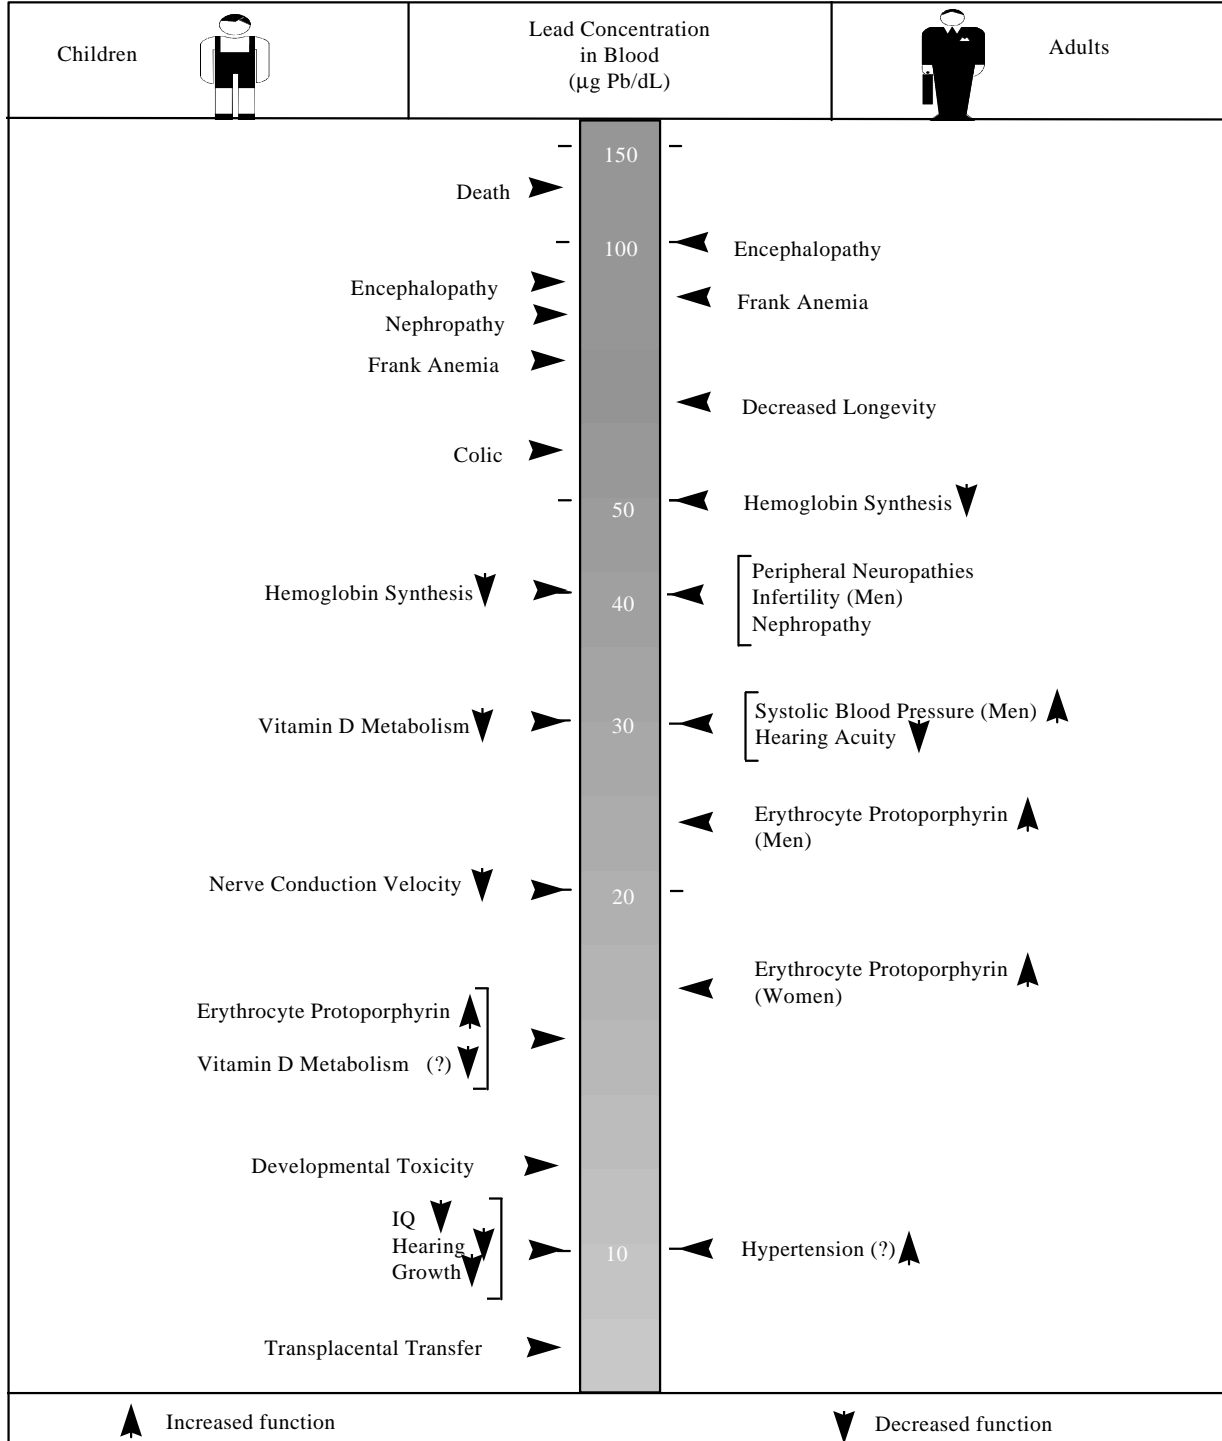 Children
Lead Concentration
in Blood
(µg Pb/dL)
Adults
150
Death
100
Encephalopathy
Encephalopathy
Frank Anemia
Nephropathy
Frank Anemia
Decreased Longevity
Colic
50
Hemoglobin Synthesis
Hemoglobin Synthesis
40
Peripheral Neuropathies
Infertility (Men)
Nephropathy
Vitamin D Metabolism
30
Systolic Blood Pressure (Men)
Hearing Acuity
Erythrocyte Protoporphyrin
(Men)
Nerve Conduction Velocity
20
Erythrocyte Protoporphyrin
(Women)
Erythrocyte Protoporphyrin
Vitamin D Metabolism (?)
Developmental Toxicity
IQ
Hearing
Growth
10
Hypertension (?)
Transplacental Transfer
Increased function
Decreased function